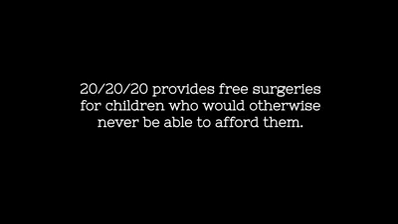 20/20/20 provides free surgeries
for children who would otherwise
never be able to afford them.